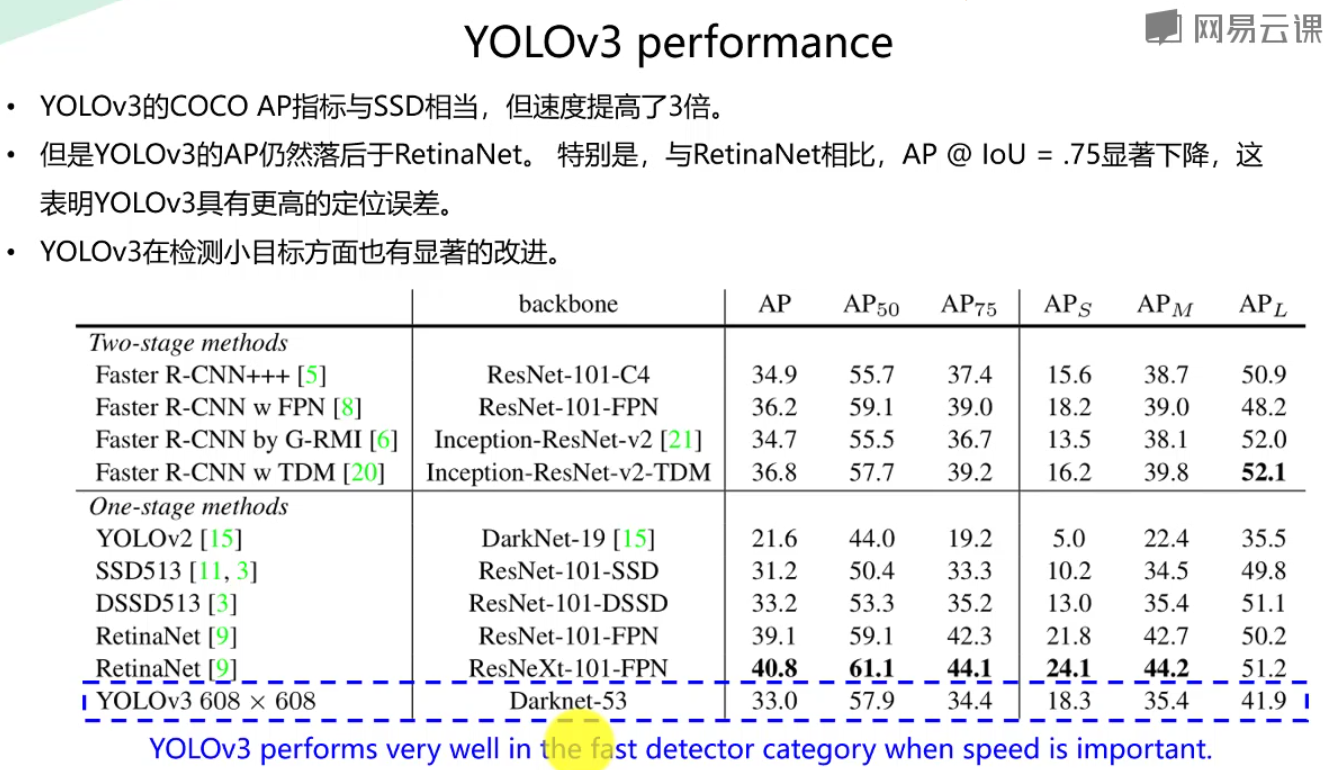 网易云课
YOLOv3 performance
• YOLOv3的COCO AP指标与SSD相当，但速度提高了3倍。
• 但是YOLOv3的AP仍然落后于RetinaNet。 特别是，与RetinaNet相比，AP @ IoU = .75显著下降，这
表明YOLOv3具有更高的定位误差。
• YOLOv3在检测小目标方面也有显著的改进。
backbone AP AP50 AP75 APS APM APL
Two-stage methods
Faster R-CNN+++ [5] ResNet-101-C4 34.9 55.7 37.4 15.6 38.7 50.9
Faster R-CNN w FPN [8] ResNet-101-FPN 36.2 59.1 39.0 18.2 39.0 48.2
Faster R-CNN by G-RMI [6] Inception-ResNet-v2 [21] 34.7 55.5 36.7 13.5 38.1 52.0
Faster R-CNN w TDM [20] Inception-ResNet-v2-TDM 36.8 57.7 39.2 16.2 39.8 52.1
One-stage methods
YOLOv2 [15] DarkNet-19 [15] 21.6 44.0 19.2 5.0 22.4 35.5
SSD513 [11, 3] ResNet-101-SSD 31.2 50.4 33.3 10.2 34.5 49.8
DSSD513 [3] ResNet-101-DSSD 33.2 53.3 35.2 13.0 35.4 51.1
RetinaNet [9] ResNet-101-FPN 39.1 59.1 42.3 21.8 42.7 50.2
RetinaNet [9] ResNeXt-101-FPN 40.8 61.1 44.1 24.1 44.2 51.2
YOLOv3 608 × 608 Darknet-53 33.0 57.9 34.4 18.3 35.4 41.9
YOLOv3 performs very well in the fast detector category when speed is important.